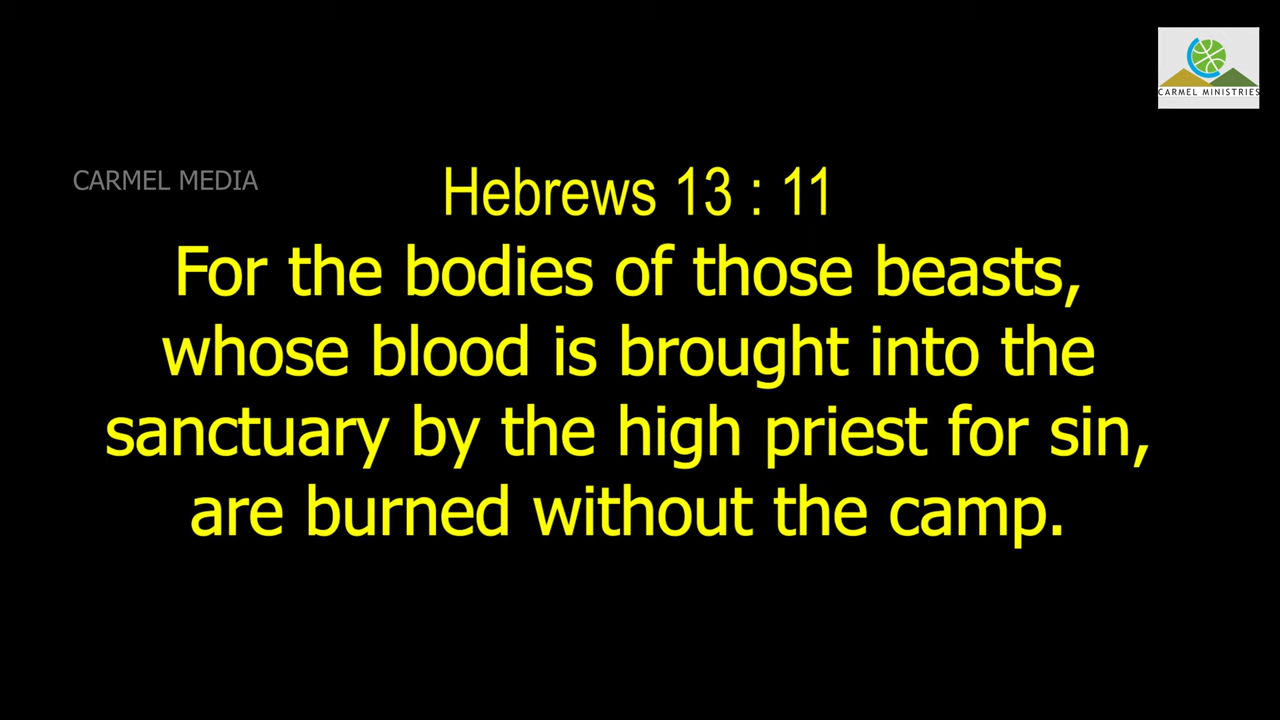 CARMEL MINISTRIES
CARMEL MEDIA
Hebrews 13 : 11
For the bodies of those beasts,
whose blood is brought into the
sanctuary by the high priest for sin,
are burned without the camp.